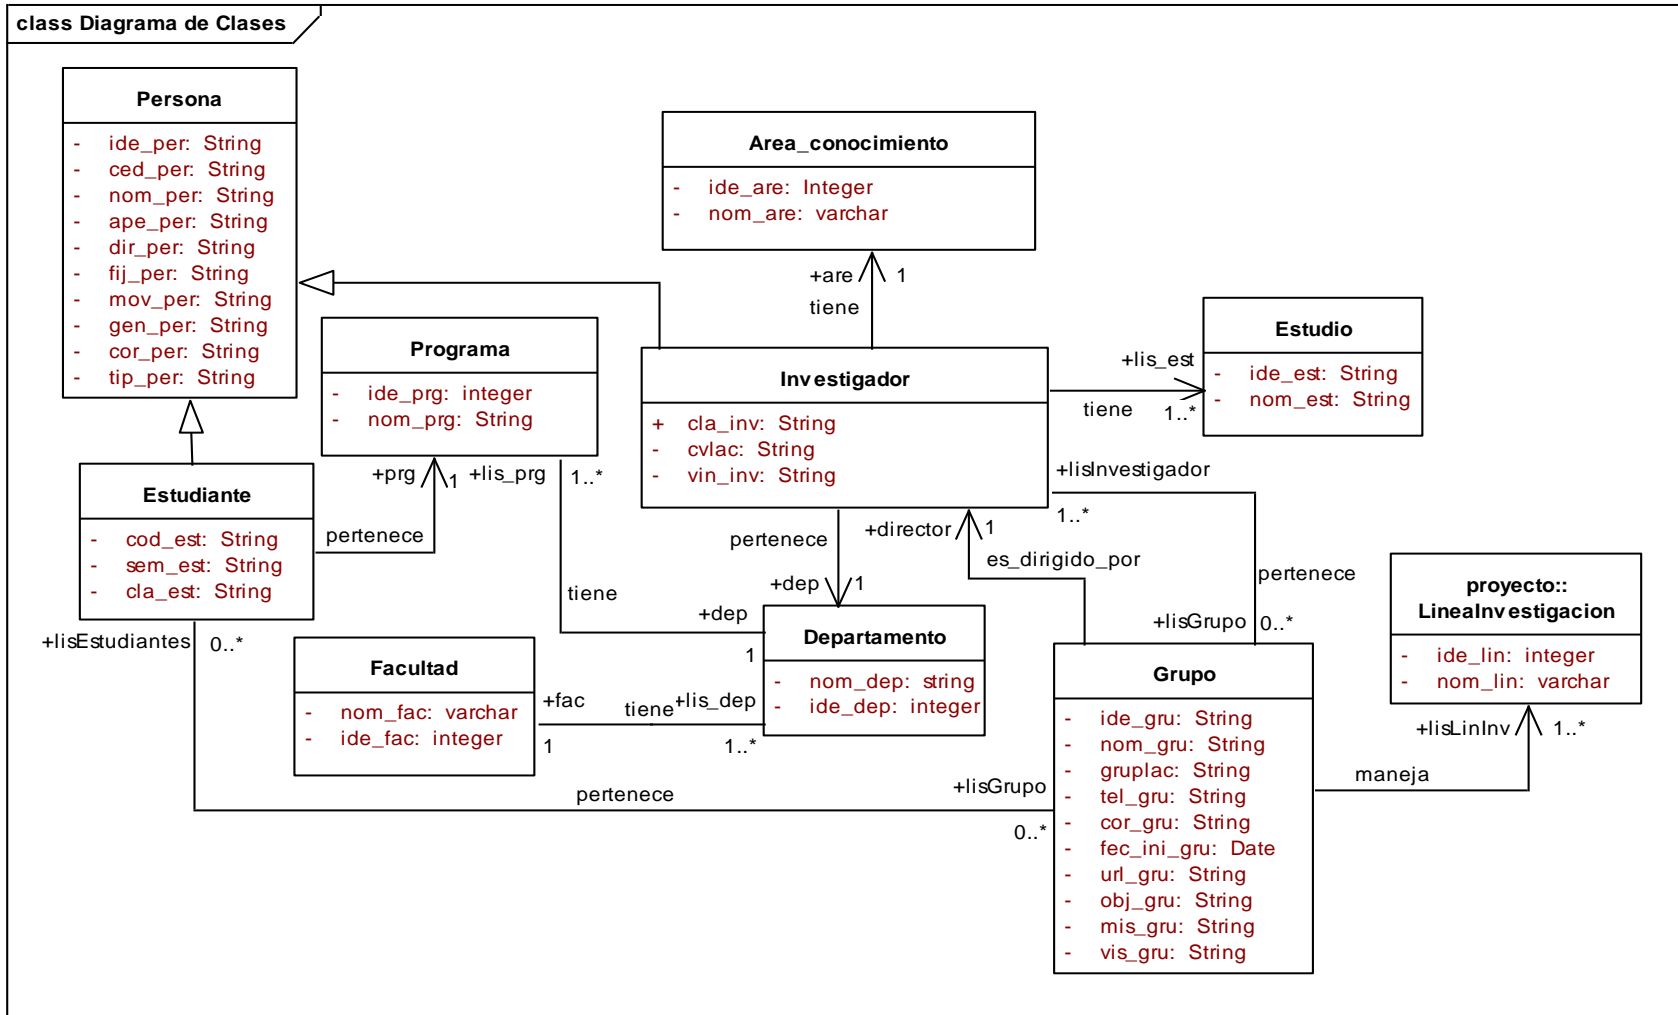 class Diagrama de Clases
Persona
- ide_per: String
- ced_per: String
- nom_per: String
- ape_per: String
- dir_per: String
- fij_per: String
- mov_per: String
- gen_per: String
- cor_per: String
- tip_per: String
Area_conocimiento
- ide_are: Integer
- nom_are: varchar
+are
1
tiene
Programa
- ide_prg: integer
- nom_prg: String
Investigador
+ cla_inv: String
- cvlac: String
- vin_inv: String
Estudio
- ide_est: String
- nom_est: String
+lis_est
tiene
1..*
+prg
1
+lis_prg
1..*
Estudiante
- cod_est: String
- sem_est: String
- cla_est: String
pertenece
+lisInvestigador
1..*
pertenece
+director
1
es_dirigido_por
pertenece
tiene
+dep
1
+dep
1
+lisEstudiantes
0..*
Facultad
- nom_fac: varchar
- ide_fac: integer
+fac
1
tiene
+lis_dep
1..*
Departamento
- nom_dep: string
- ide_dep: integer
+lisGrupo
0..*
proyecto::
LineaInvestigacion
- ide_lin: integer
- nom_lin: varchar
+lisLinInv
1..*
maneja
Grupo
- ide_gru: String
- nom_gru: String
- gruplac: String
- tel_gru: String
- cor_gru: String
- fec_ini_gru: Date
- url_gru: String
- obj_gru: String
- mis_gru: String
- vis_gru: String
pertenece
+lisGrupo
0..*